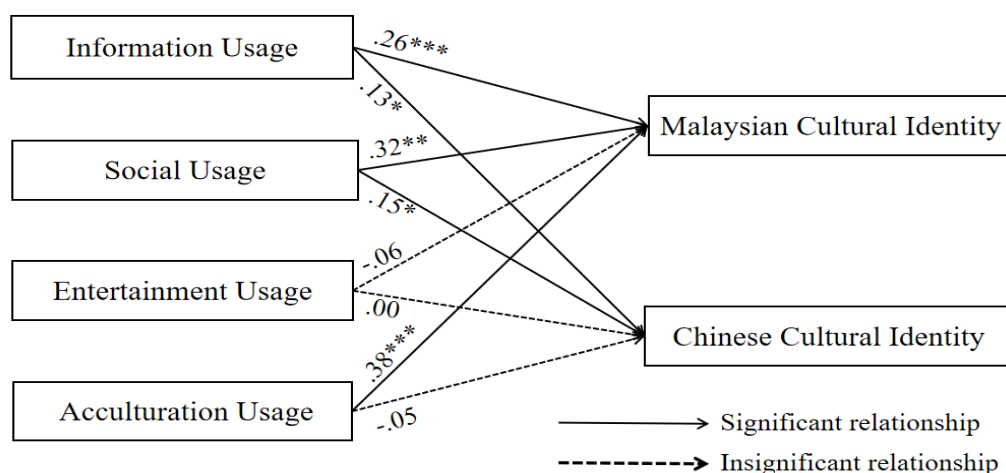 Information Usage
.26***
.13*
Malaysian Cultural Identity
Social Usage
.32**
.15*
Entertainment Usage
-.06
.00
Chinese Cultural Identity
Acculturation Usage
.38***
-.05
Significant relationship
Insignificant relationship